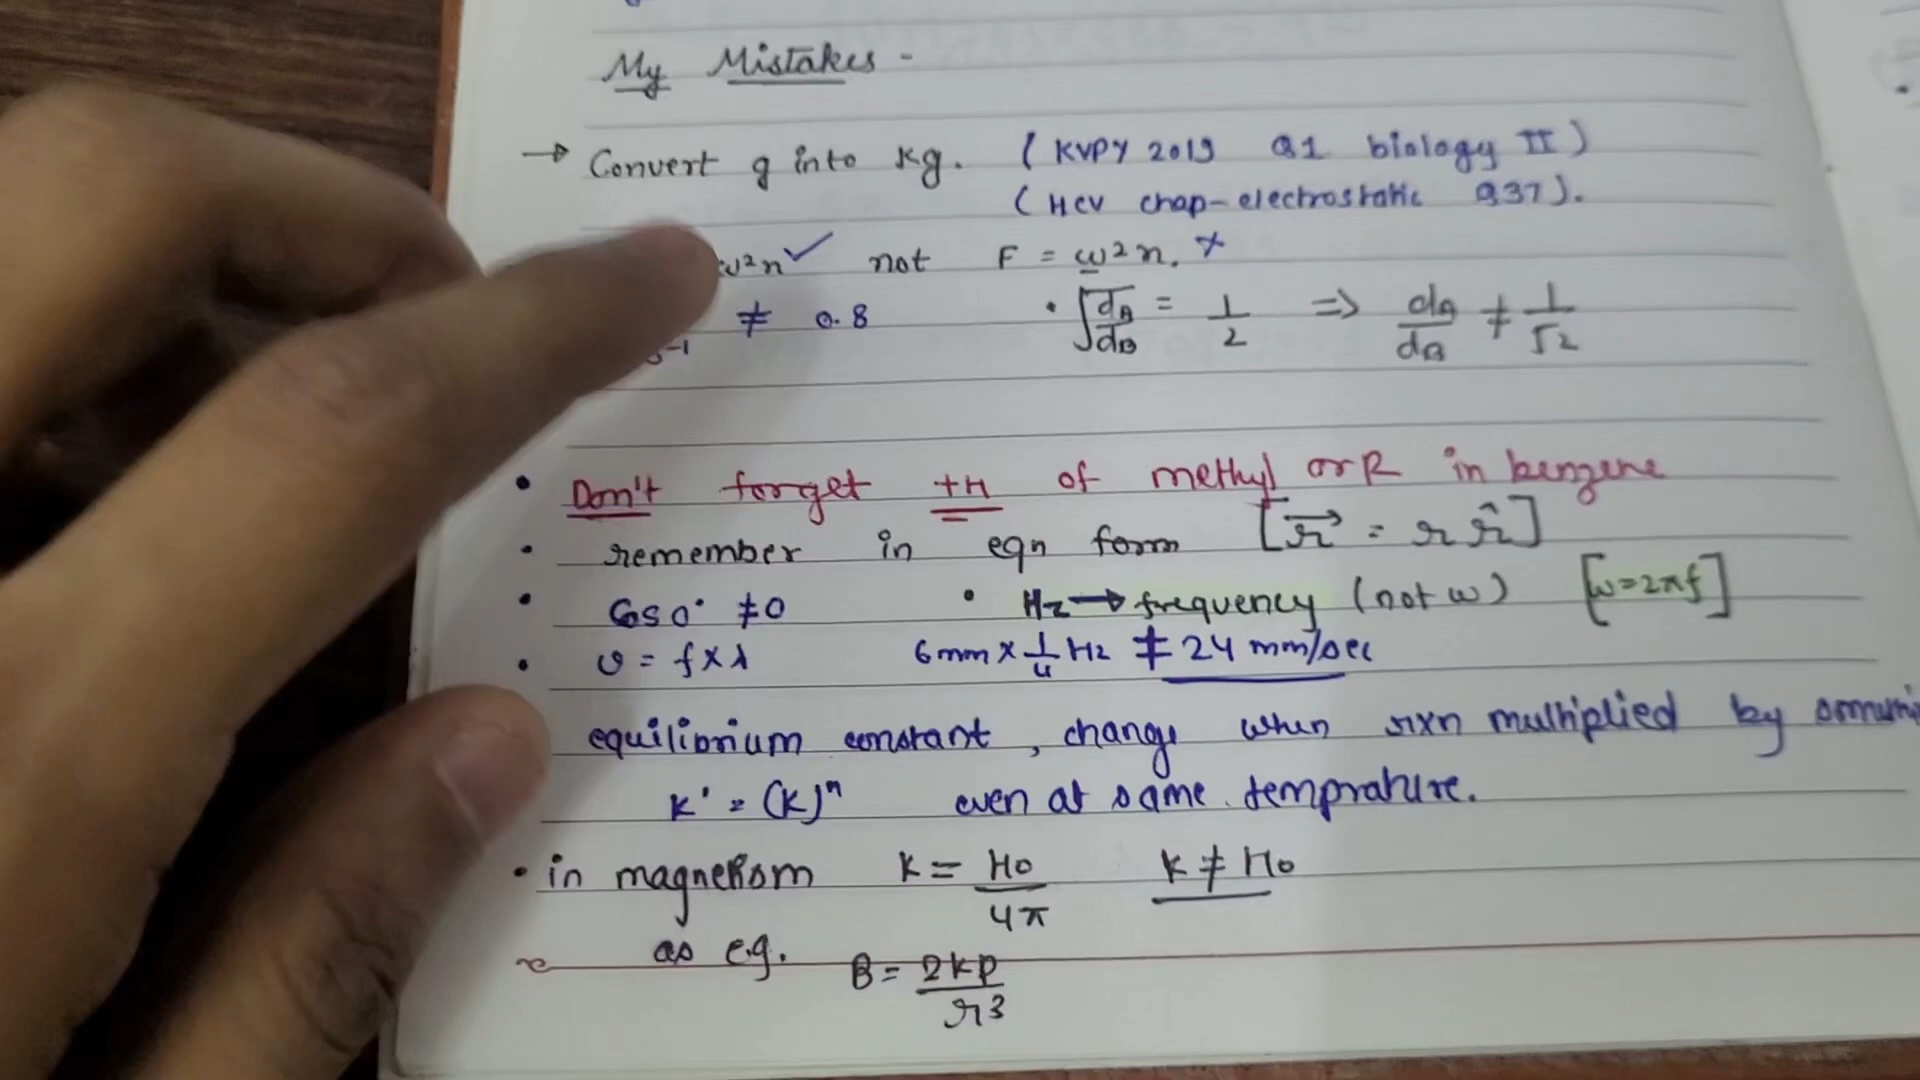 My Mistakes -
→ Convert g into kg. (KVPY 2019 Q1 biology II)
(HCV chap-electrostatic Q37).
ω²r ✓ not F = ω²r. ×
≠ 0.8 • √(dA/dB) = 1/2 ⇒ dA/dB ≠ 1/√2
-1
• Don't forget +H of methyl or R in benzene
• remember in eqn form [r⃗ = r r̂]
• Cos 0° ≠ 0 • Hz → frequency (not ω) [ω=2πf]
• v = f×λ 6mm × 1/4 Hz ≠ 24 mm/sec
equilibrium constant, change when rxn multiplied by
K' = (K)ⁿ even at same temprature.
• in magnetism K = μ₀/4π K ≠ μ₀
as e.g. B = 2kp/r³